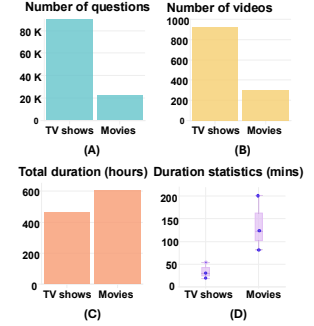 Number of questions
80 K
60 K
40 K
20 K
0
TV shows Movies
(A)
Number of videos
1000
800
600
400
200
0
TV shows Movies
(B)
Total duration (hours)
600
400
200
0
TV shows Movies
(C)
Duration statistics (mins)
200
150
100
50
0
TV shows Movies
(D)